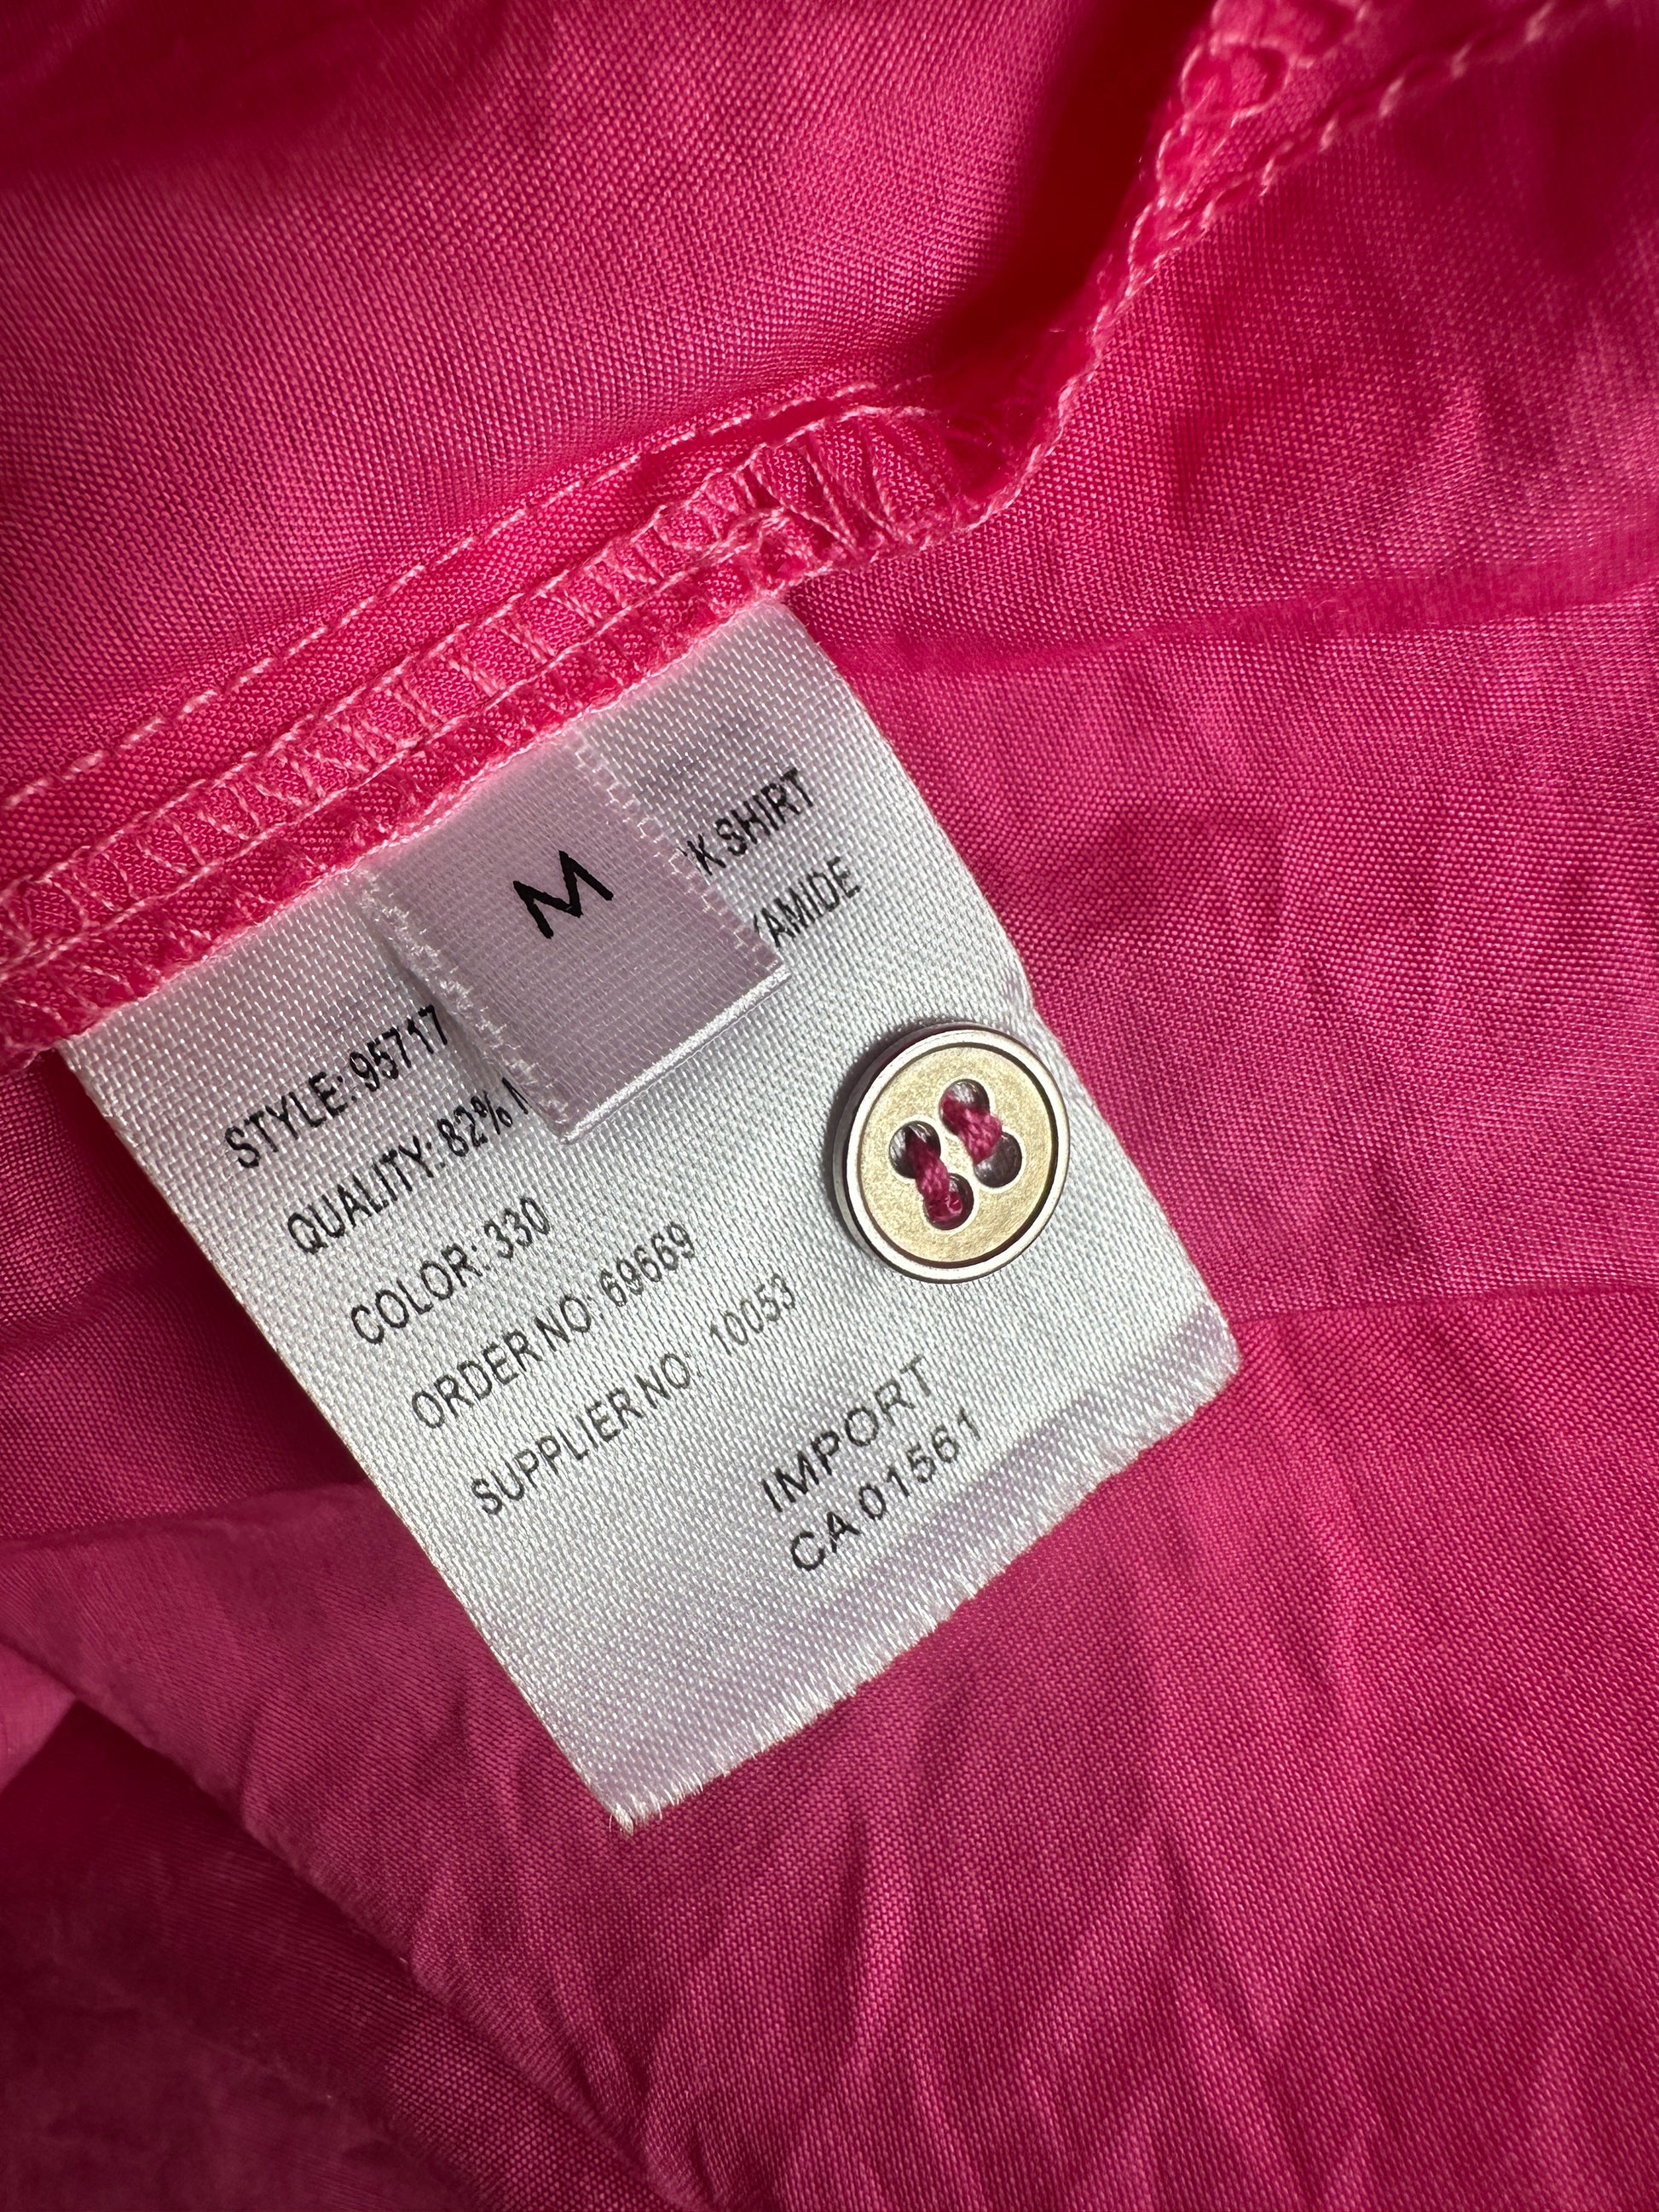 M
STYLE: 95717 K SHIRT
QUALITY: 82% AMIDE
COLOR: 330
ORDER NO: 69669
SUPPLIER NO: 10053
IMPORT
CA 01561